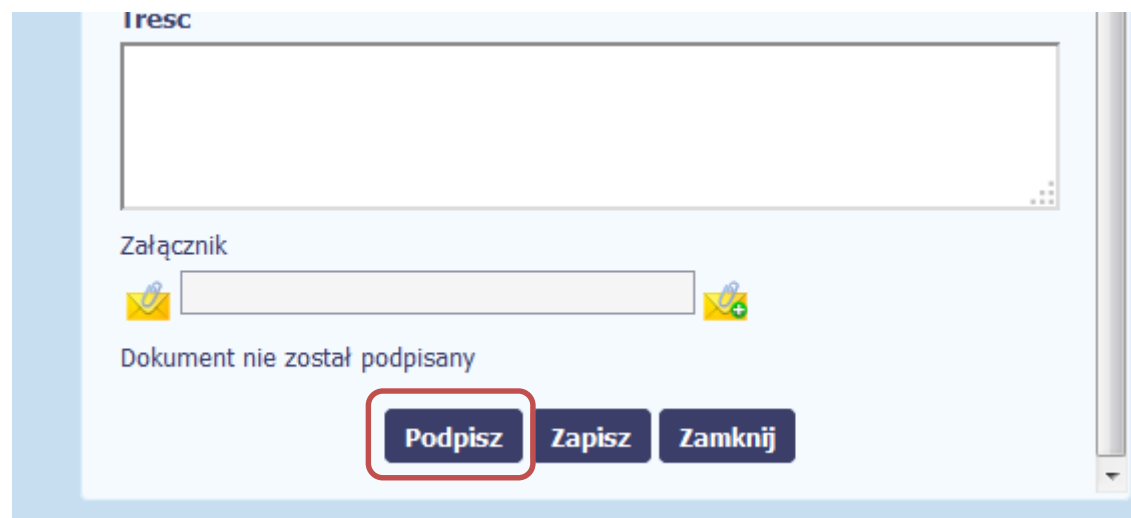 Treść
Załącznik
Dokument nie został podpisany
Podpisz Zapisz Zamknij